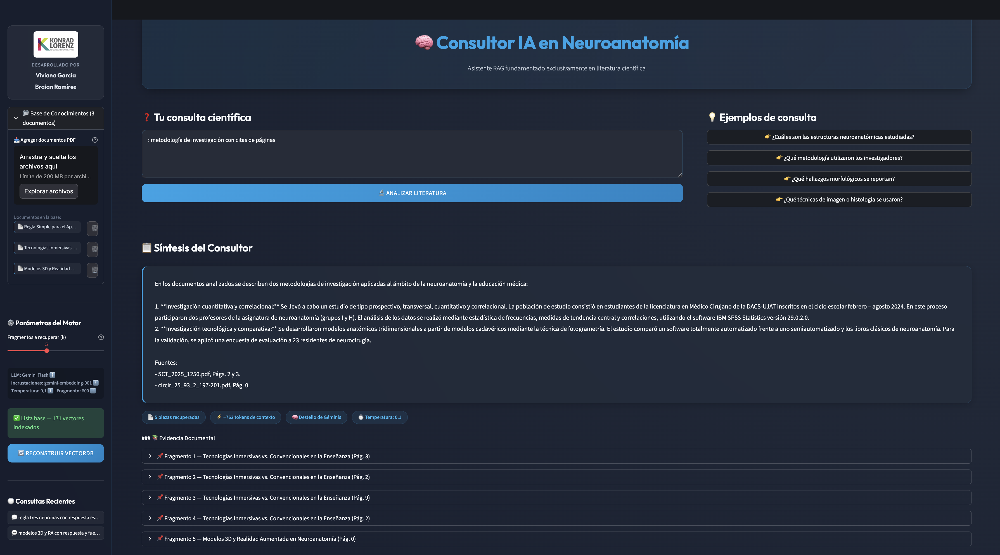 KONRAD
LORENZ
FUNDACIÓN UNIVERSITARIA
DESARROLLADO POR
Viviana García
Braian Ramírez
Base de Conocimientos (3
documentos)
Agregar documentos PDF
Arrastra y suelta los
archivos aquí
Límite de 200 MB por archi...
Explorar archivos
Documentos en la base:
Regla Simple para el Ap...
Tecnologías Inmersivas ...
Modelos 3D y Realidad ...
Parámetros del Motor
Fragmentos a recuperar (k)
5
LLM: Gemini Flash
Incrustaciones: gemini-embedding-001
Temperatura: 0,1 | Fragmento: 600
Lista base — 171 vectores
indexados
RECONSTRUIR VECTORDB
Consultas Recientes
regla tres neuronas con respuesta es...
modelos 3D y RA con respuesta y fue...
Consultor IA en Neuroanatomía
Asistente RAG fundamentado exclusivamente en literatura científica
Tu consulta científica
: metodología de investigación con citas de páginas
ANALIZAR LITERATURA
Ejemplos de consulta
¿Cuáles son las estructuras neuroanatómicas estudiadas?
¿Qué metodología utilizaron los investigadores?
¿Qué hallazgos morfológicos se reportan?
¿Qué técnicas de imagen o histología se usaron?
Síntesis del Consultor
En los documentos analizados se describen dos metodologías de investigación aplicadas al ámbito de la neuroanatomía y la educación médica:
1. **Investigación cuantitativa y correlacional:** Se llevó a cabo un estudio de tipo prospectivo, transversal, cuantitativo y correlacional. La población de estudio consistió en estudiantes de la licenciatura en Médico Cirujano de la DACS-UJAT inscritos en el ciclo escolar febrero – agosto 2024. En este proceso
participaron dos profesores de la asignatura de neuroanatomía (grupos I y H). El análisis de los datos se realizó mediante estadística de frecuencias, medidas de tendencia central y correlaciones, utilizando el software IBM SPSS Statistics versión 29.0.2.0.
2. **Investigación tecnológica y comparativa:** Se desarrollaron modelos anatómicos tridimensionales a partir de modelos cadavéricos mediante la técnica de fotogrametría. El estudio comparó un software totalmente automatizado frente a uno semiautomatizado y los libros clásicos de neuroanatomía. Para
la validación, se aplicó una encuesta de evaluación a 23 residentes de neurocirugía.
Fuentes:
- SCT_2025_1250.pdf, Págs. 2 y 3.
- circir_25_93_2_197-201.pdf, Pág. 0.
5 piezas recuperadas
~762 tokens de contexto
Destello de Géminis
Temperatura: 0.1
### Evidencia Documental
Fragmento 1 — Tecnologías Inmersivas vs. Convencionales en la Enseñanza (Pág. 3)
Fragmento 2 — Tecnologías Inmersivas vs. Convencionales en la Enseñanza (Pág. 2)
Fragmento 3 — Tecnologías Inmersivas vs. Convencionales en la Enseñanza (Pág. 9)
Fragmento 4 — Tecnologías Inmersivas vs. Convencionales en la Enseñanza (Pág. 2)
Fragmento 5 — Modelos 3D y Realidad Aumentada en Neuroanatomía (Pág. 0)